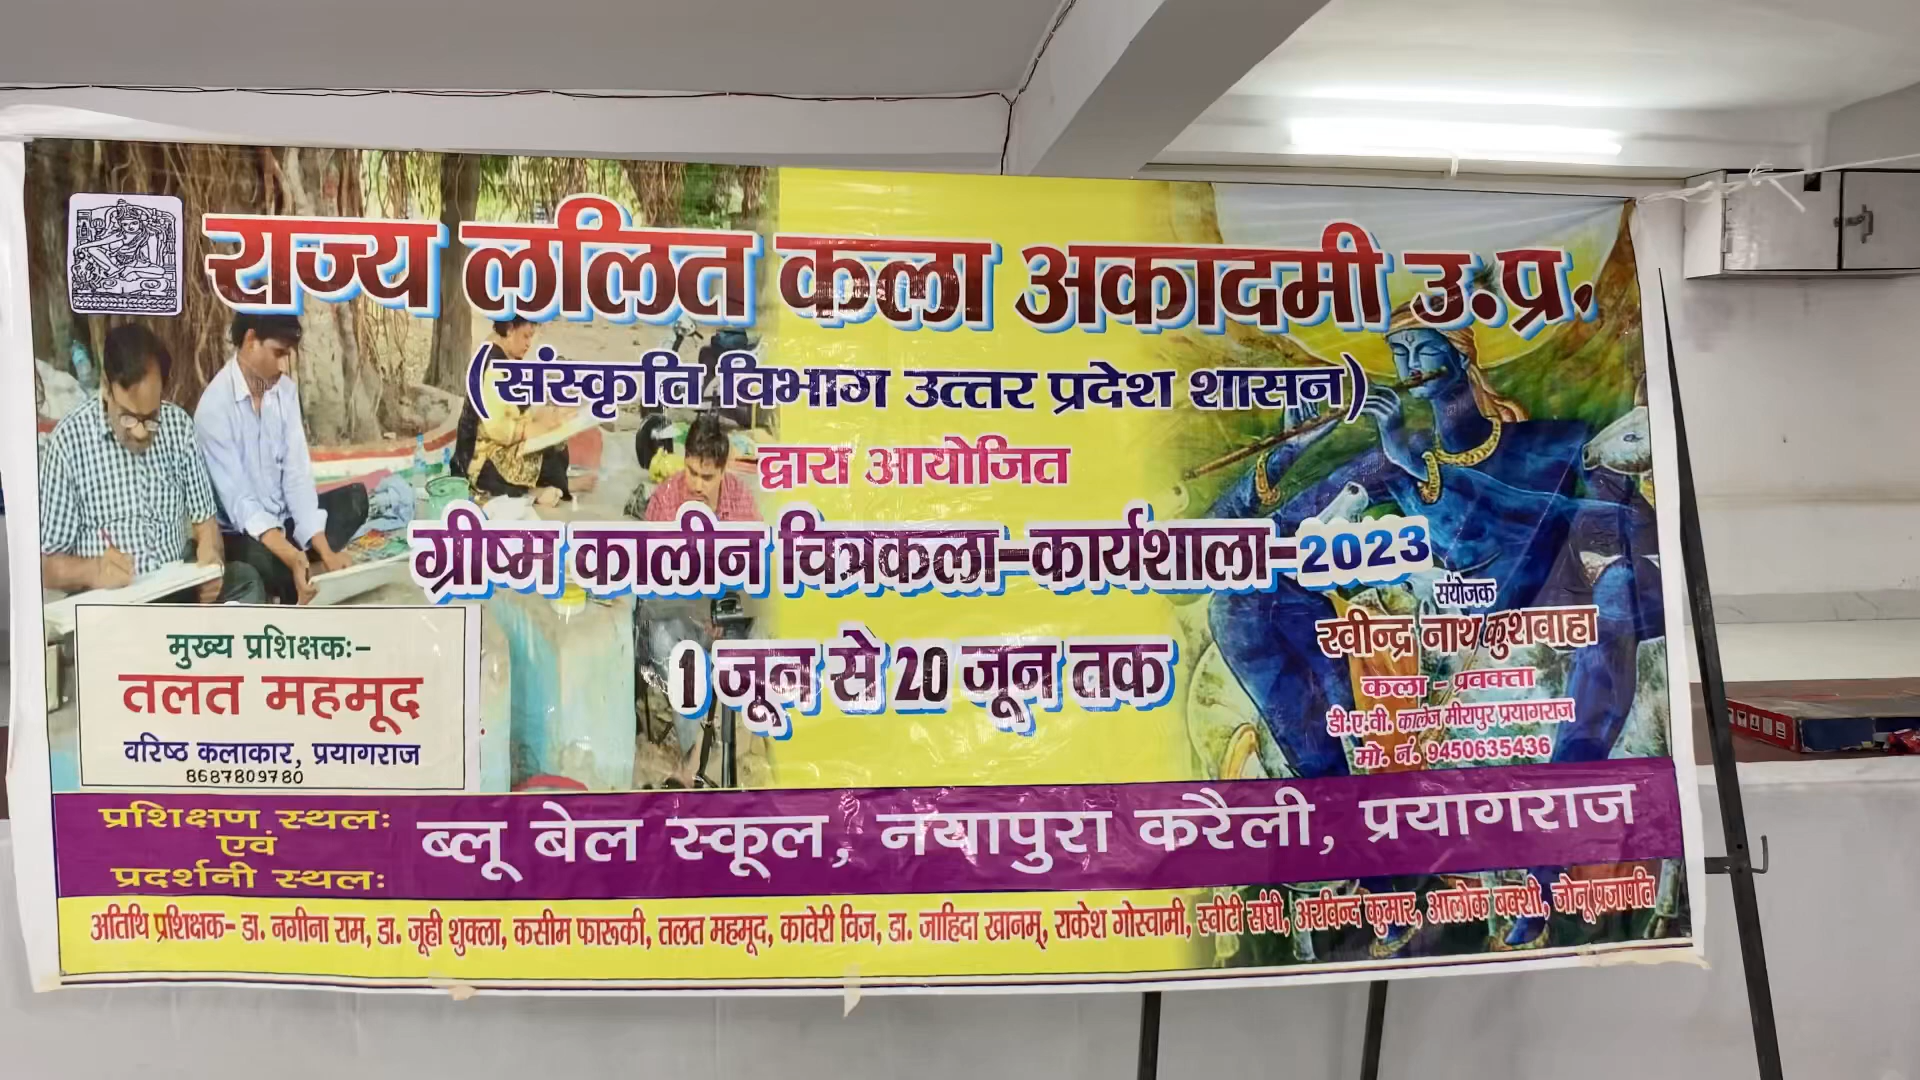 राज्य ललित कला अकादमी उ.प्र.
(संस्कृति विभाग उत्तर प्रदेश शासन)
द्वारा आयोजित
ग्रीष्म कालीन चित्रकला-कार्यशाला-2023
1 जून से 20 जून तक
संयोजक
रवीन्द्र नाथ कुशवाहा
कला - प्रवक्ता
डी.ए.वी. कालेज मीरापुर प्रयागराज
मो. नं. 9450635436
मुख्य प्रशिक्षकः-
तलत महमूद
वरिष्ठ कलाकार, प्रयागराज
8687809780
प्रशिक्षण स्थलः
एवं
प्रदर्शनी स्थलः
ब्लू बेल स्कूल, नयापुरा करैली, प्रयागराज
अतिथि प्रशिक्षक- डा. नगीना राम, डा. जूही शुक्ला, कसीम फारूकी, तलत महमूद, कावेरी विज, डा. जाहिदा खानम्, राकेश गोस्वामी, स्वीटी संघी, अरविन्द कुमार, आलोक बक्शी, जोनू प्रजापति